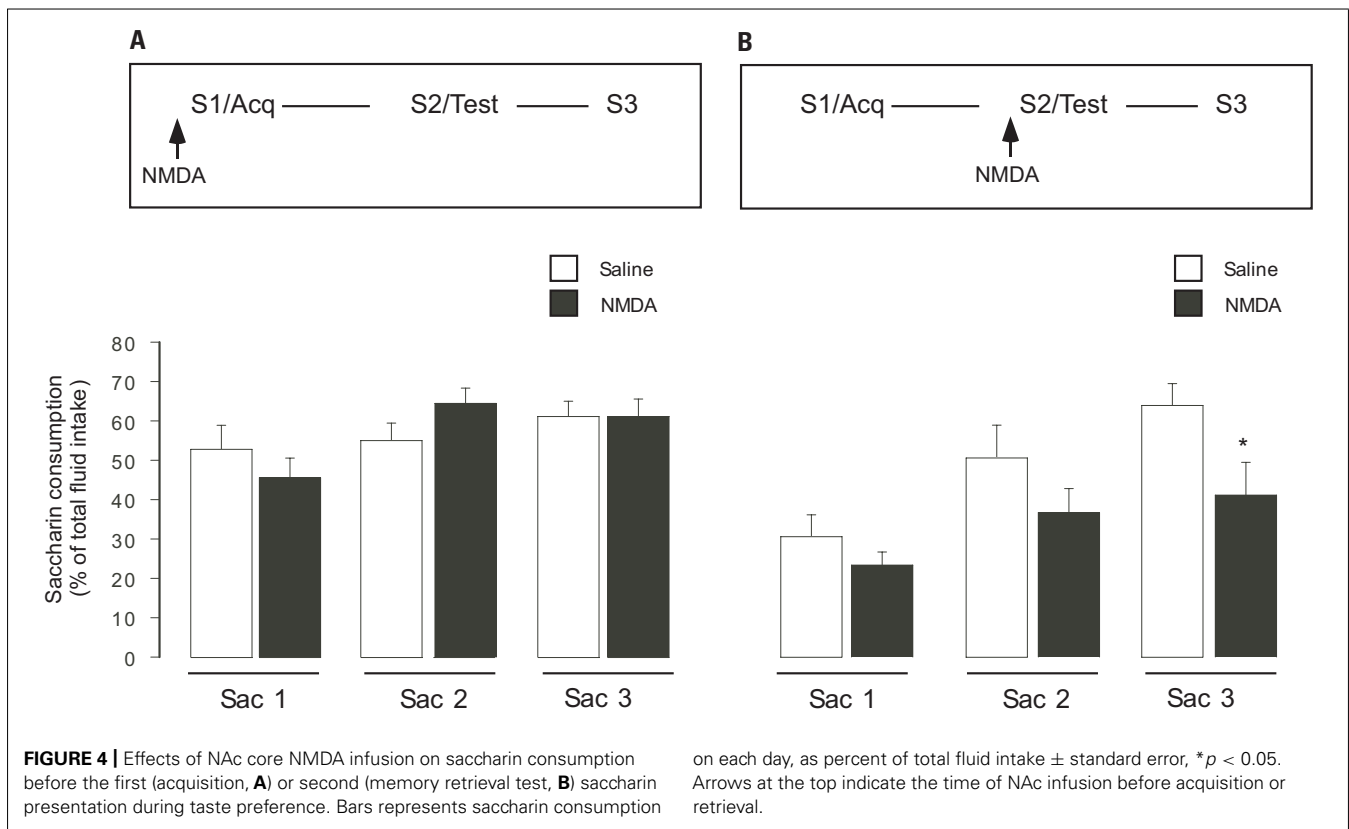 A
S1/Acq S2/Test S3
NMDA
Saline
NMDA
Saccharin consumption
(% of total fluid intake)
80
70
60
50
40
30
20
10
0
Sac 1 Sac 2 Sac 3
B
S1/Acq S2/Test S3
NMDA
Saline
NMDA
*
Sac 1 Sac 2 Sac 3
FIGURE 4 | Effects of NAc core NMDA infusion on saccharin consumption
before the first (acquisition, A) or second (memory retrieval test, B) saccharin
presentation during taste preference. Bars represents saccharin consumption
on each day, as percent of total fluid intake ± standard error, *p < 0.05.
Arrows at the top indicate the time of NAc infusion before acquisition or
retrieval.